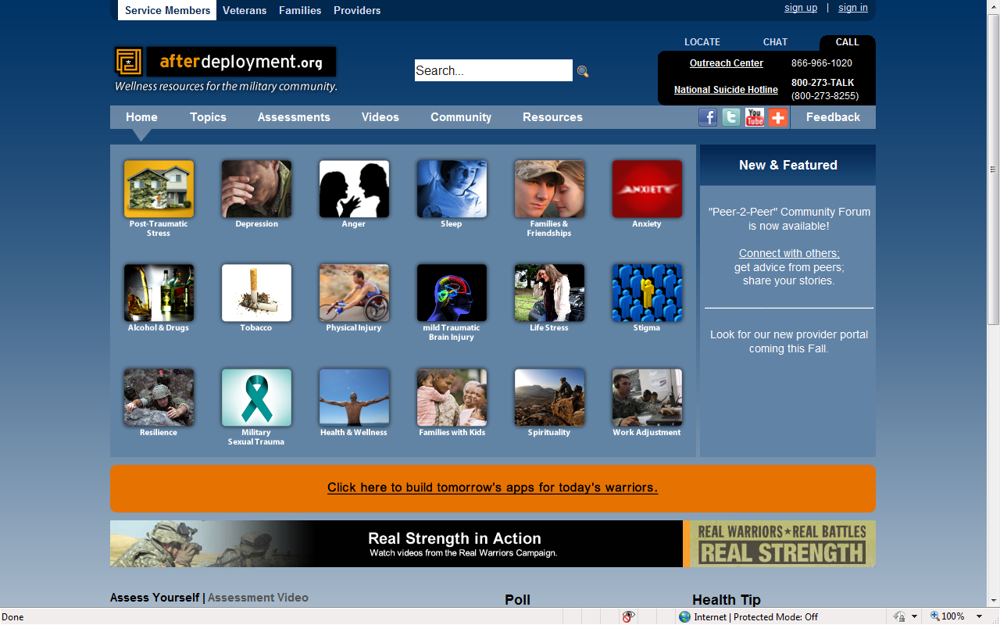 Service Members Veterans Families Providers
sign up | sign in
afterdeployment.org
Wellness resources for the military community.
Search...
LOCATE CHAT CALL
Outreach Center 866-966-1020
National Suicide Hotline 800-273-TALK
(800-273-8255)
Home Topics Assessments Videos Community Resources
f t You Tube + Feedback
New & Featured
"Peer-2-Peer" Community Forum
is now available!
Connect with others;
get advice from peers;
share your stories.
Look for our new provider portal
coming this Fall.
ANXIETY
Post-Traumatic
Stress
Depression
Anger
Sleep
Families &
Friendships
Anxiety
Alcohol & Drugs
Tobacco
Physical Injury
mild Traumatic
Brain Injury
Life Stress
Stigma
Resilience
Military
Sexual Trauma
Health & Wellness
Families with Kids
Spirituality
Work Adjustment
Click here to build tomorrow's apps for today's warriors.
Real Strength in Action
Watch videos from the Real Warriors Campaign.
REAL WARRIORS★REAL BATTLES
REAL STRENGTH
Assess Yourself | Assessment Video
Poll
Health Tip
Done
Internet | Protected Mode: Off
100%